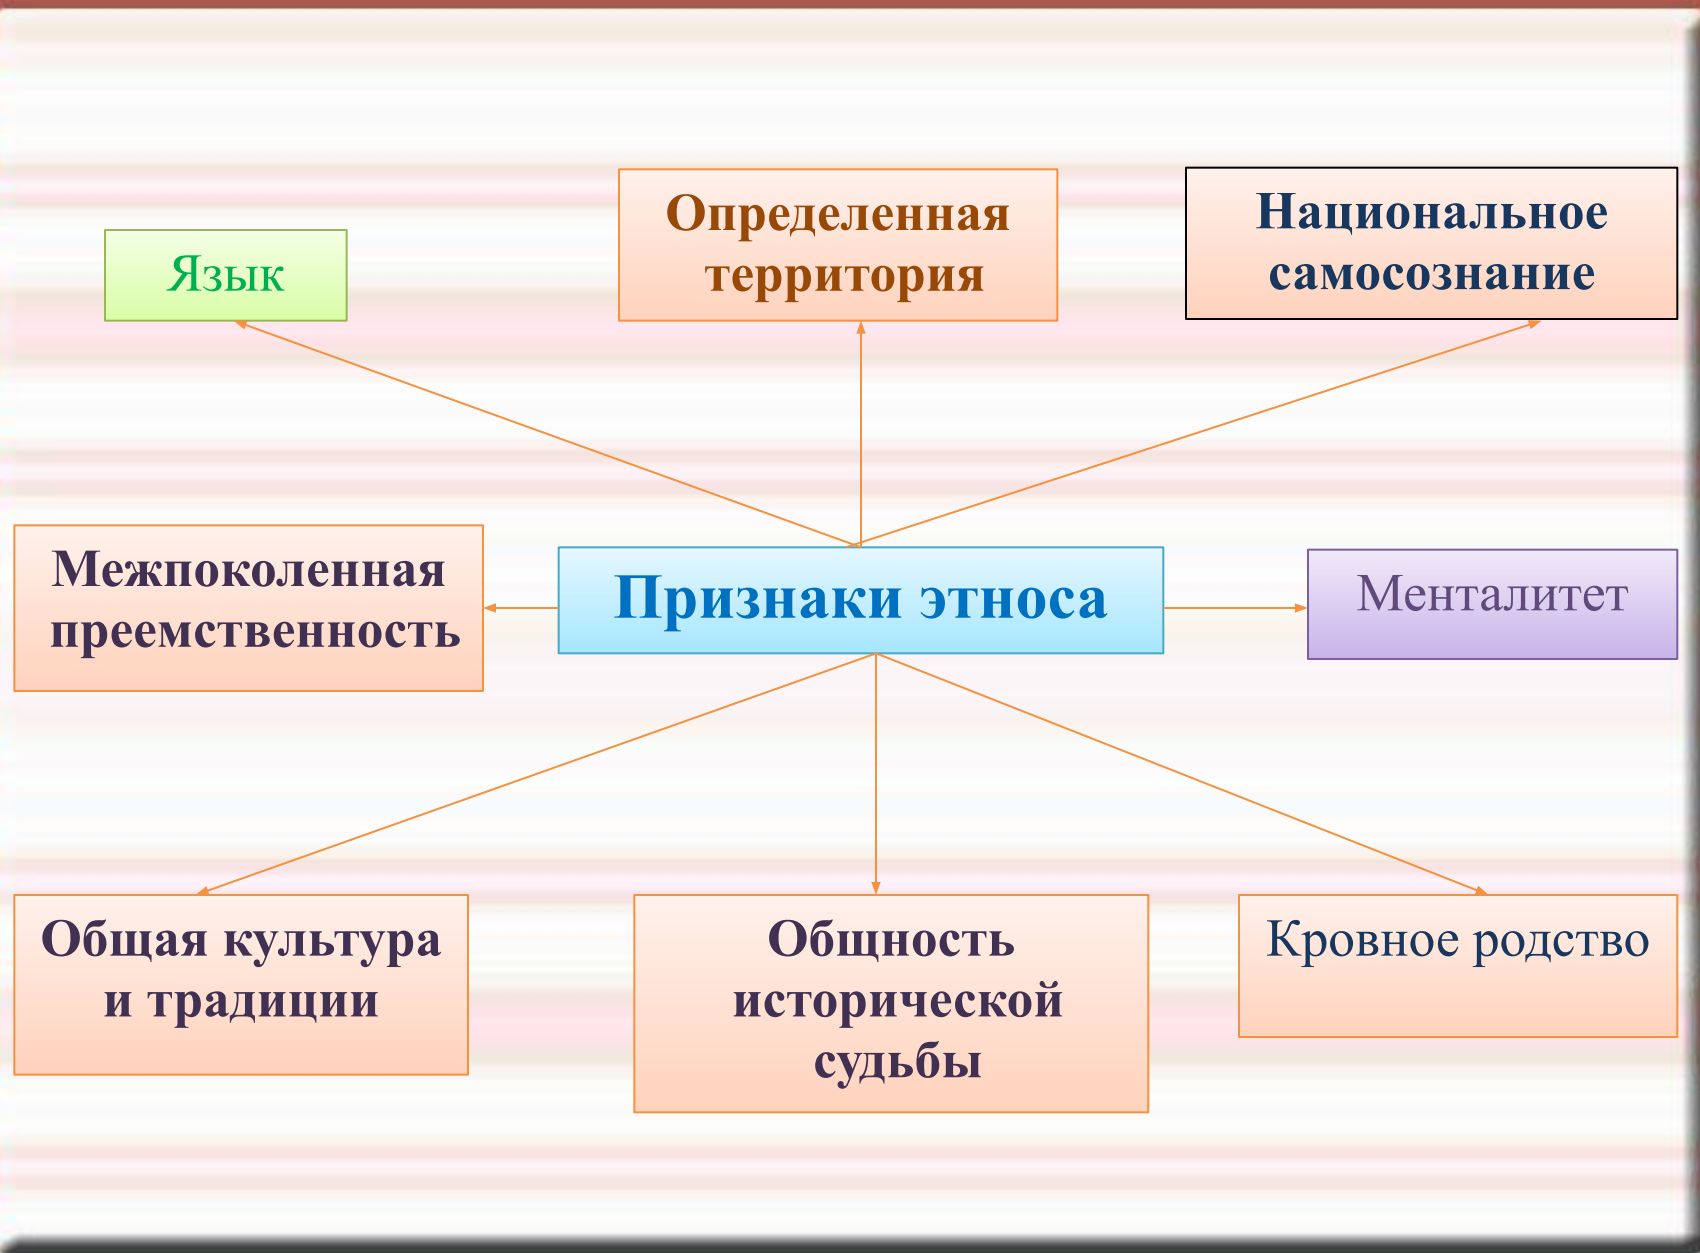 Язык
Определенная
территория
Национальное
самосознание
Межпоколенная
преемственность
Признаки этноса
Менталитет
Общая культура
и традиции
Общность
исторической
судьбы
Кровное родство